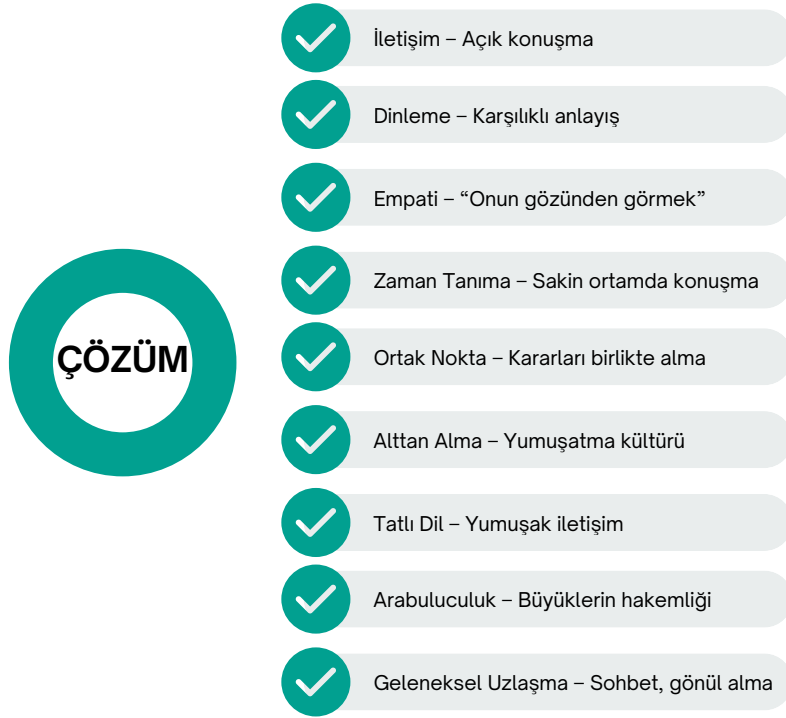 ÇÖZÜM
İletişim – Açık konuşma
Dinleme – Karşılıklı anlayış
Empati – “Onun gözünden görmek”
Zaman Tanıma – Sakin ortamda konuşma
Ortak Nokta – Kararları birlikte alma
Alttan Alma – Yumuşatma kültürü
Tatlı Dil – Yumuşak iletişim
Arabuluculuk – Büyüklerin hakemliği
Geleneksel Uzlaşma – Sohbet, gönül alma